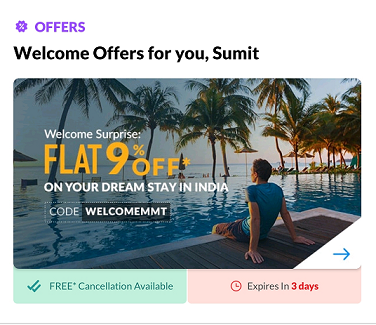 OFFERS
Welcome Offers for you, Sumit
Welcome Surprise:
FLAT 9% OFF*
ON YOUR DREAM STAY IN INDIA
CODE WELCOMEMMT
FREE* Cancellation Available
Expires In 3 days